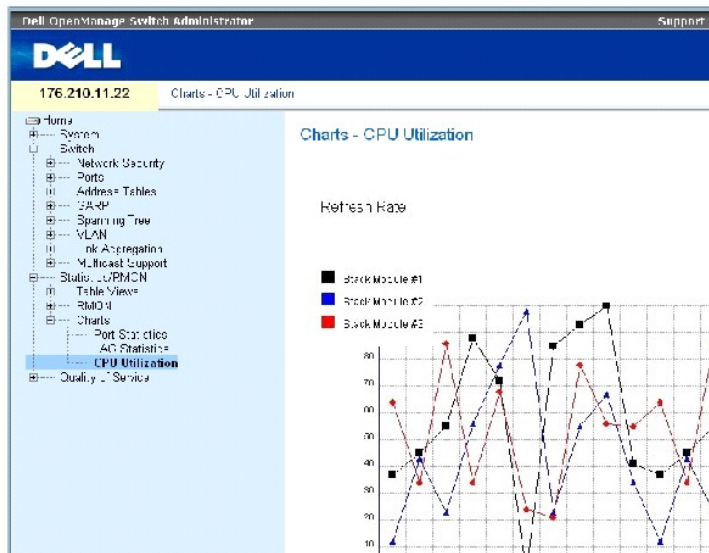 Dell OpenManage Switch Administrator
Support
DELL
176.210.11.22
Charts - CPU Utilization
Home
System
Switch
Network Security
Ports
Address Tables
GARP
Spanning Tree
VLAN
Link Aggregation
Multicast Support
Statistics/RMON
Table Views
RMON
Charts
Port Statistics
LAG Statistics
CPU Utilization
Quality of Service
Charts - CPU Utilization
Refresh Rate
Stack Module #1
Stack Module #2
Stack Module #3
80
70
60
50
40
30
20
10